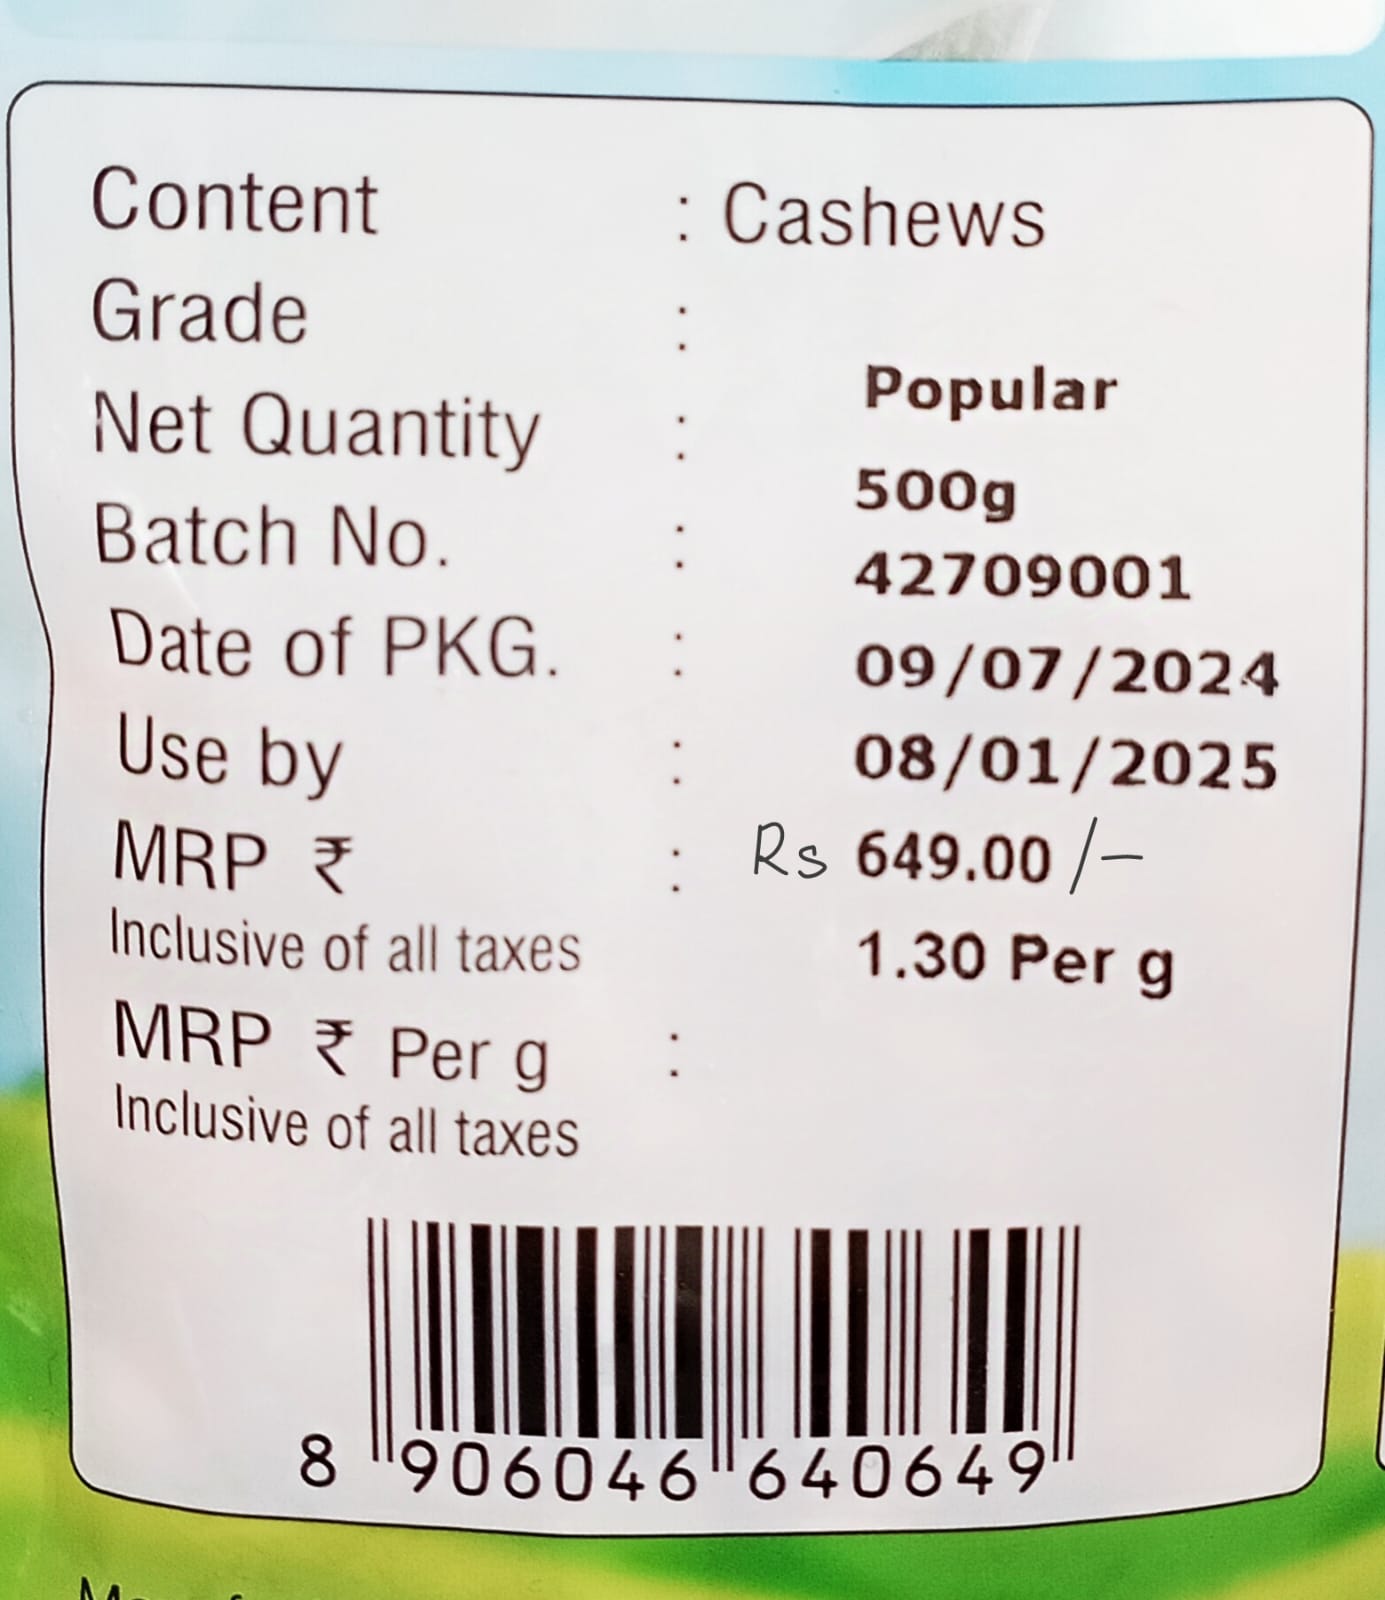 Content : Cashews
Grade :
Popular
Net Quantity :
500g
Batch No. :
42709001
Date of PKG. :
09/07/2024
Use by :
08/01/2025
MRP ₹ : Rs 649.00 /-
Inclusive of all taxes
1.30 Per g
MRP ₹ Per g :
Inclusive of all taxes
8 906046 640649